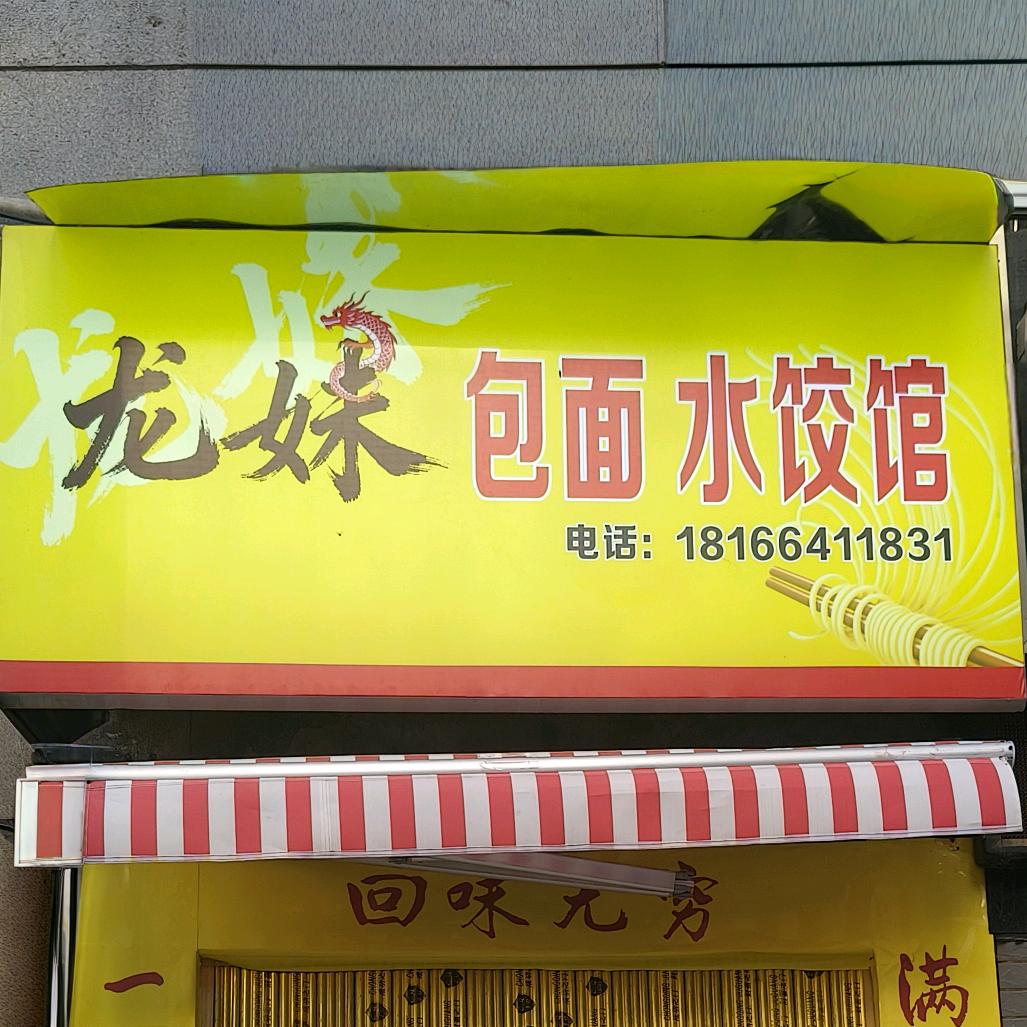 龙妹 包面 水饺馆
电话：18166411831
回味无穷
一
满